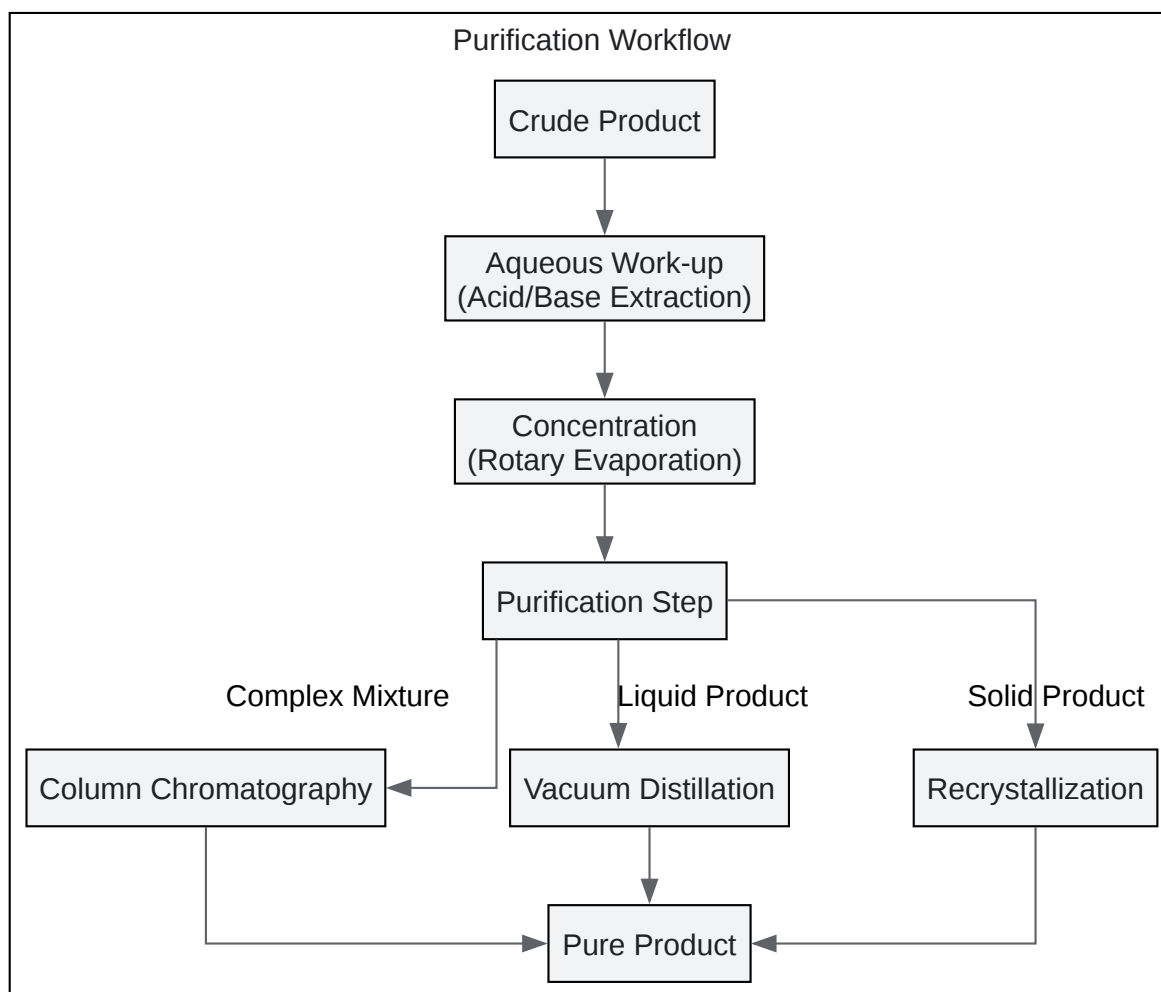 Purification Workflow
Crude Product
Aqueous Work-up
(Acid/Base Extraction)
Concentration
(Rotary Evaporation)
Purification Step
Complex Mixture
Liquid Product
Solid Product
Column Chromatography
Vacuum Distillation
Recrystallization
Pure Product